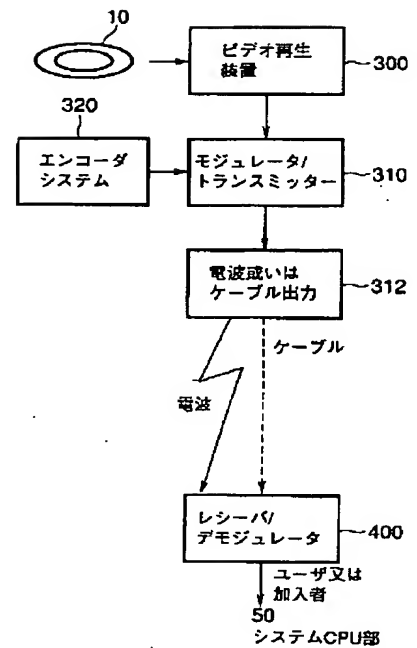 10
ビデオ再生
装置
300
320
エンコーダ
システム
モジュレータ/
トランスミッター
310
電波或いは
ケーブル出力
312
ケーブル
電波
レシーバ/
デモジュレータ
400
ユーザ又は
加入者
50
システムCPU部